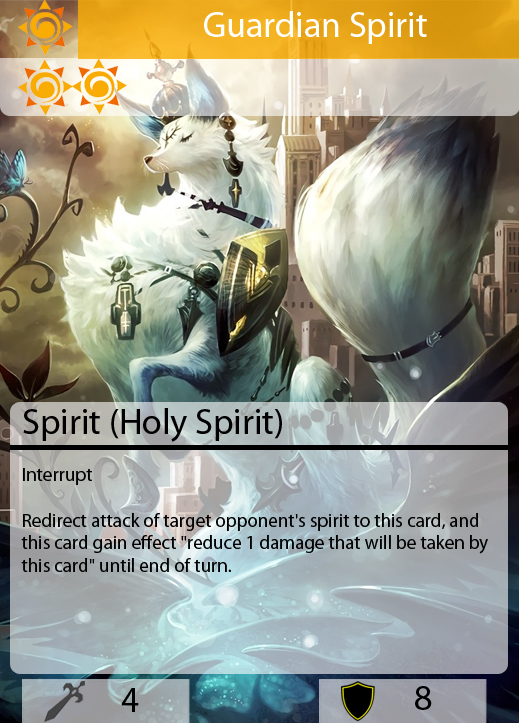 Guardian Spirit
Spirit (Holy Spirit)
Interrupt
Redirect attack of target opponent's spirit to this card, and
this card gain effect "reduce 1 damage that will be taken by
this card" until end of turn.
4
8